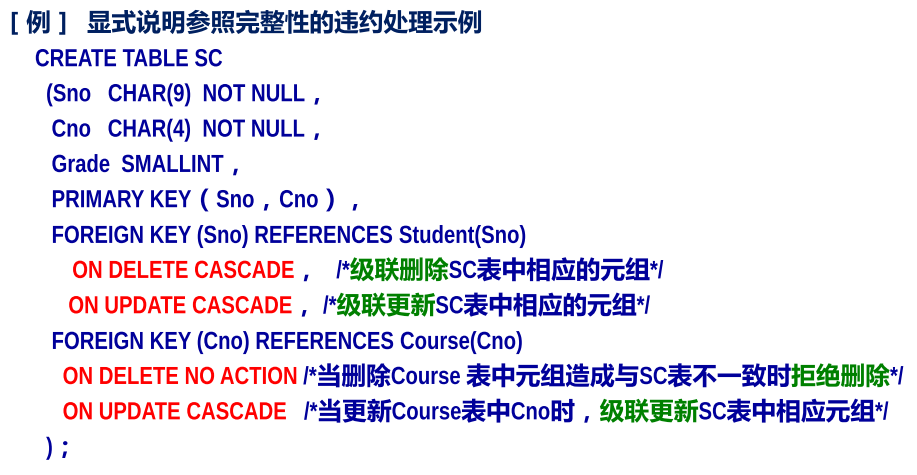 [ 例 ] 显式说明参照完整性的违约处理示例
CREATE TABLE SC
(Sno CHAR(9) NOT NULL，
Cno CHAR(4) NOT NULL，
Grade SMALLINT，
PRIMARY KEY（Sno，Cno），
FOREIGN KEY (Sno) REFERENCES Student(Sno)
ON DELETE CASCADE， /*级联删除SC表中相应的元组*/
ON UPDATE CASCADE， /*级联更新SC表中相应的元组*/
FOREIGN KEY (Cno) REFERENCES Course(Cno)
ON DELETE NO ACTION /*当删除Course 表中元组造成与SC表不一致时拒绝删除*/
ON UPDATE CASCADE /*当更新Course表中Cno时，级联更新SC表中相应元组*/
)；